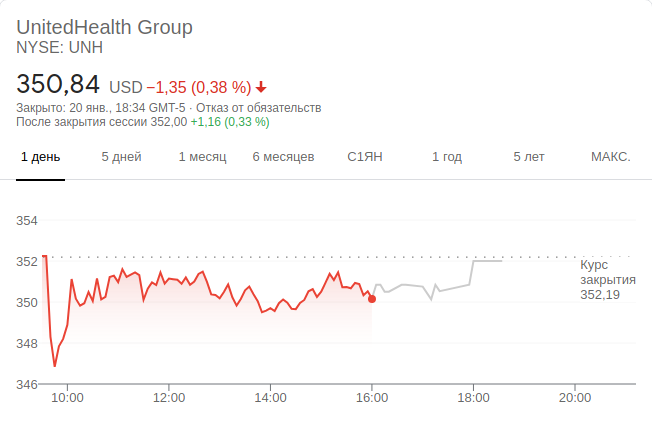 UnitedHealth Group
NYSE: UNH
350,84 USD −1,35 (0,38 %)
Закрыто: 20 янв., 18:34 GMT-5 · Отказ от обязательств
После закрытия сессии 352,00 +1,16 (0,33 %)
1 день 5 дней 1 месяц 6 месяцев С1ЯН 1 год 5 лет МАКС.
354
352
Курс
закрытия
352,19
350
348
346
10:00 12:00 14:00 16:00 18:00 20:00